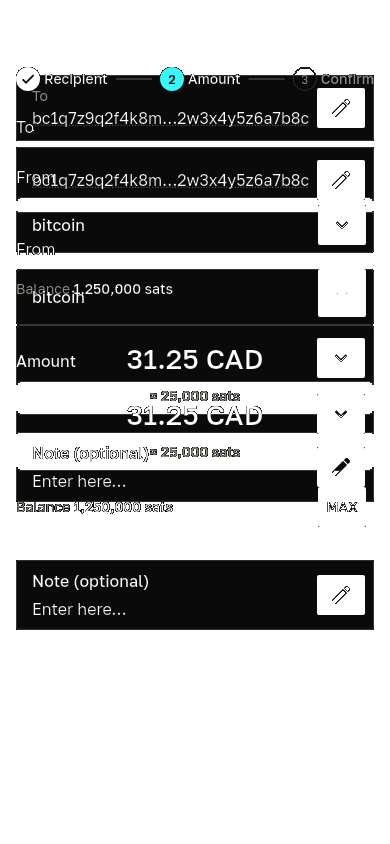 Recipient 2 Amount 3 Confirm
To
bc1q7z9q2f4k8m...2w3x4y5z6a7b8c
To
From
bc1q7z9q2f4k8m...2w3x4y5z6a7b8c
bitcoin
From
Balance 1,250,000 sats
bitcoin
Amount 31.25 CAD
= 25,000 sats
31.25 CAD
Note (optional) = 25,000 sats
Enter here...
Balance 1,250,000 sats MAX
Note (optional)
Enter here...